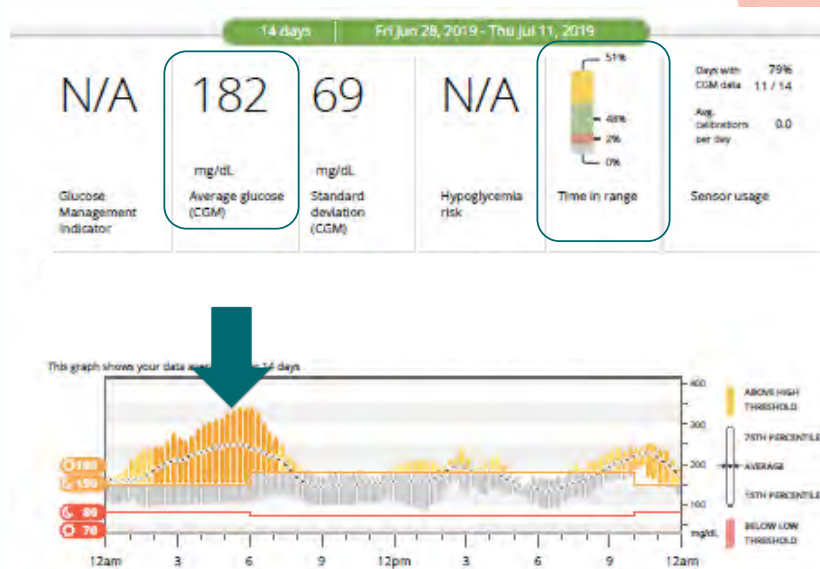 14 days Fri Jun 28, 2019 - Thu Jul 11, 2019
N/A
Glucose
Management
Indicator
182
mg/dL
Average glucose
(CGM)
69
mg/dL
Standard
deviation
(CGM)
N/A
Hypoglycemia
risk
51%
48%
2%
0%
Time in range
Days with
CGM data
79%
11 / 14
Avg.
calibrations
per day
0.0
Sensor usage
This graph shows your data 14 days
400
300
200
100
mg/dL
180
150
80
70
12am 3 6 9 12pm 3 6 9 12am
ABOVE HIGH
THRESHOLD
75TH PERCENTILE
AVERAGE
15TH PERCENTILE
BELOW LOW
THRESHOLD